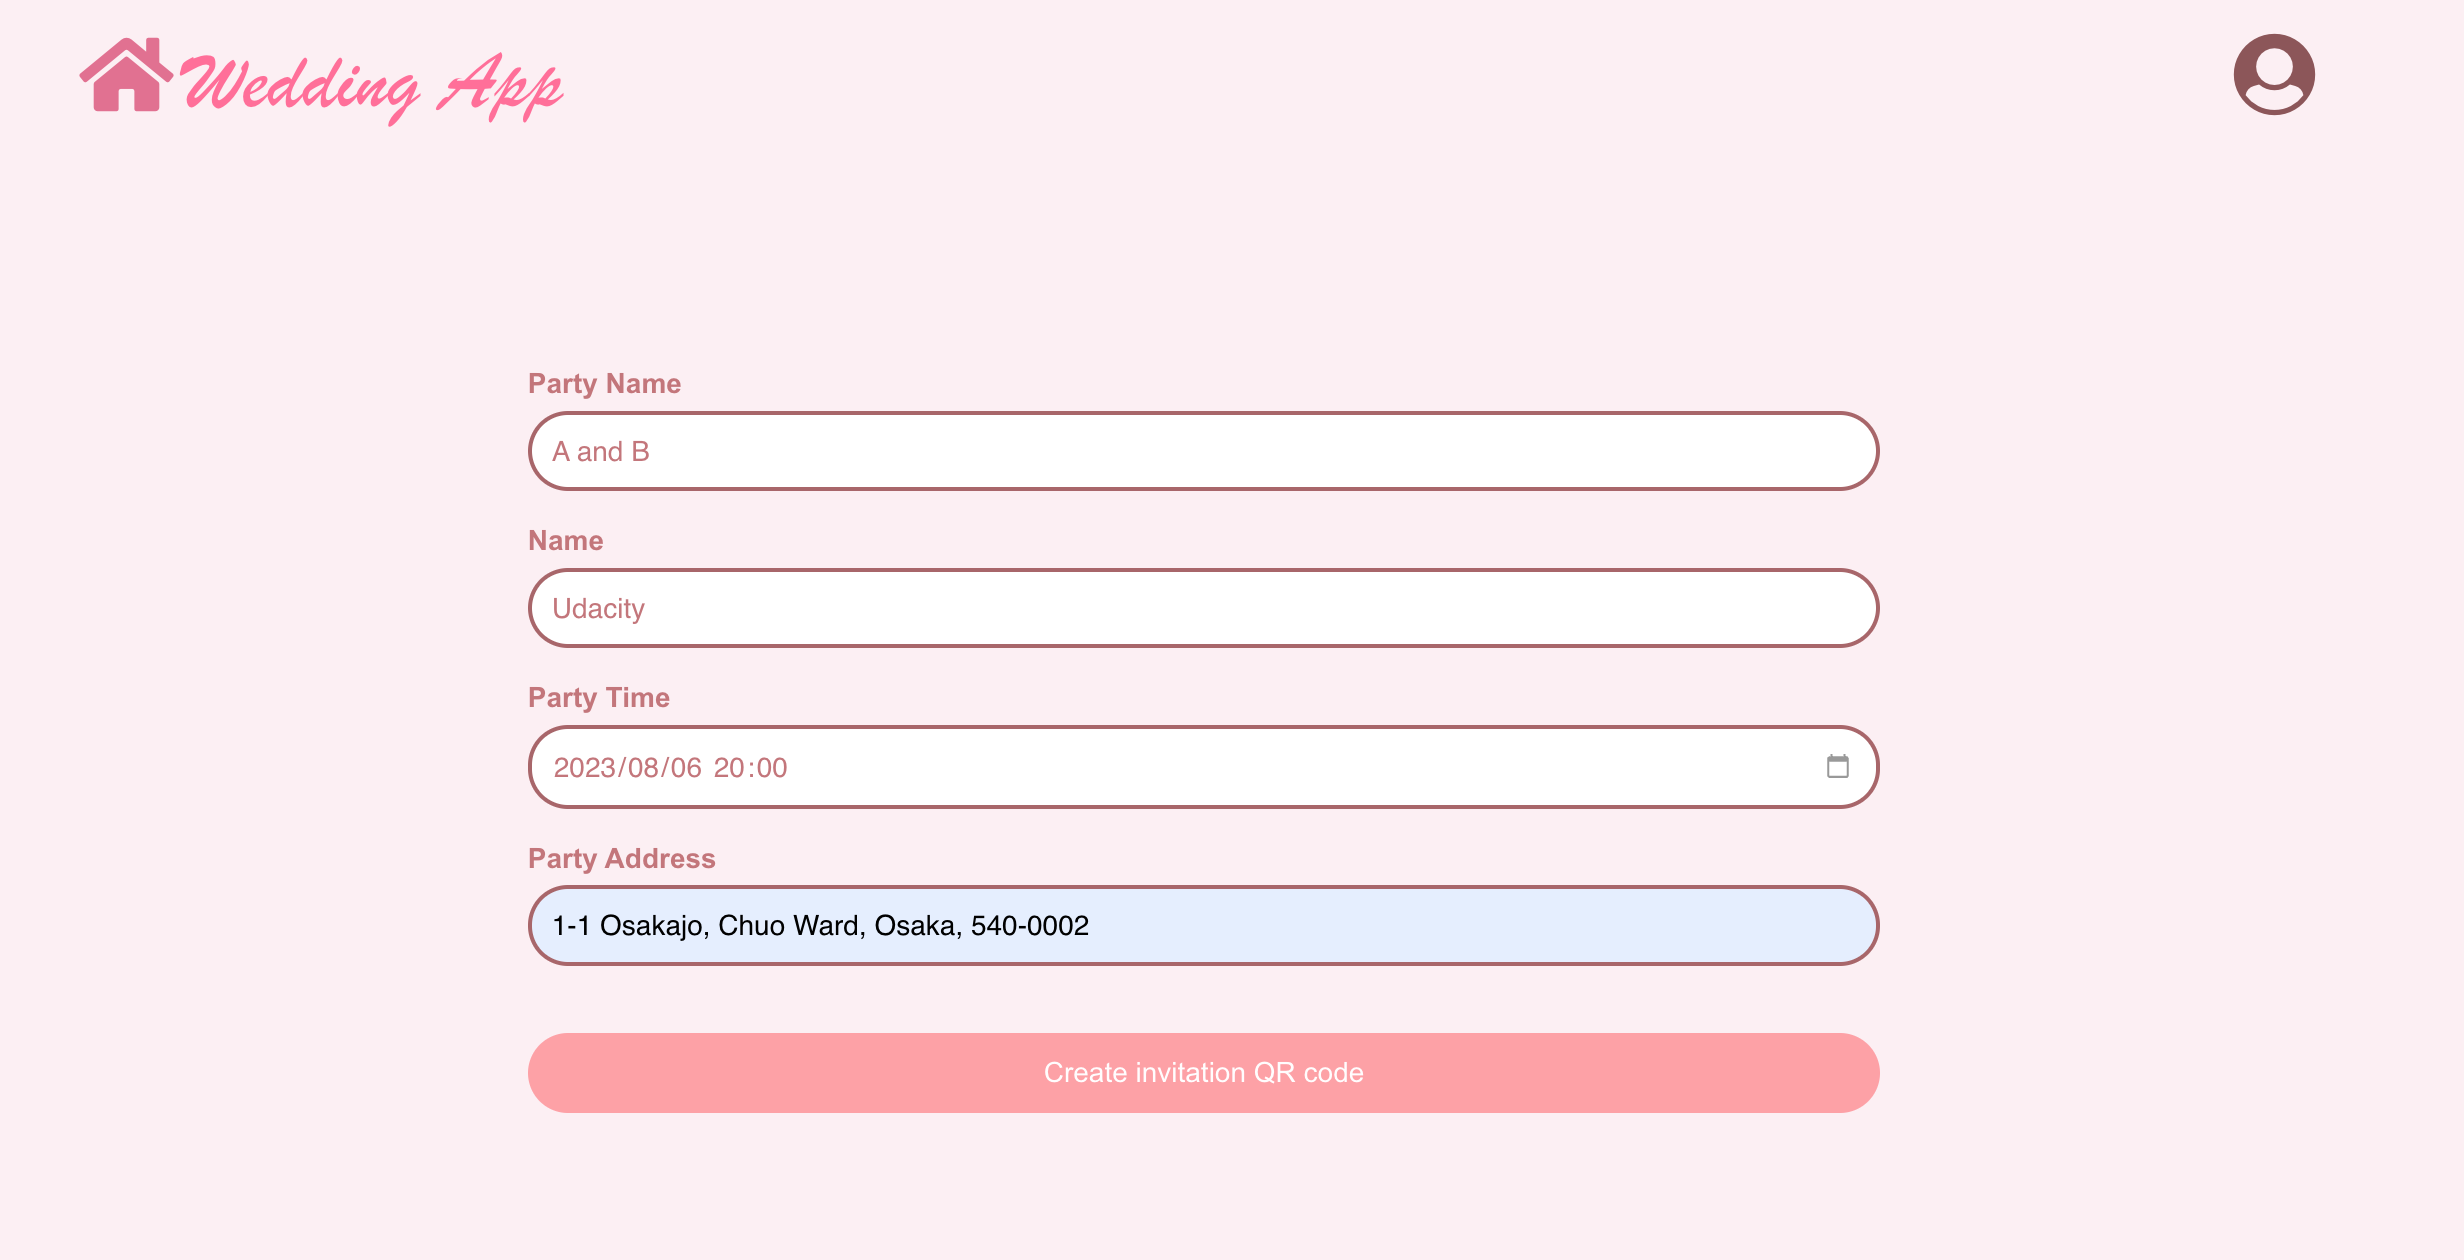 Wedding App
Party Name
A and B
Name
Udacity
Party Time
2023/08/06 20:00
Party Address
1-1 Osakajo, Chuo Ward, Osaka, 540-0002
Create invitation QR code